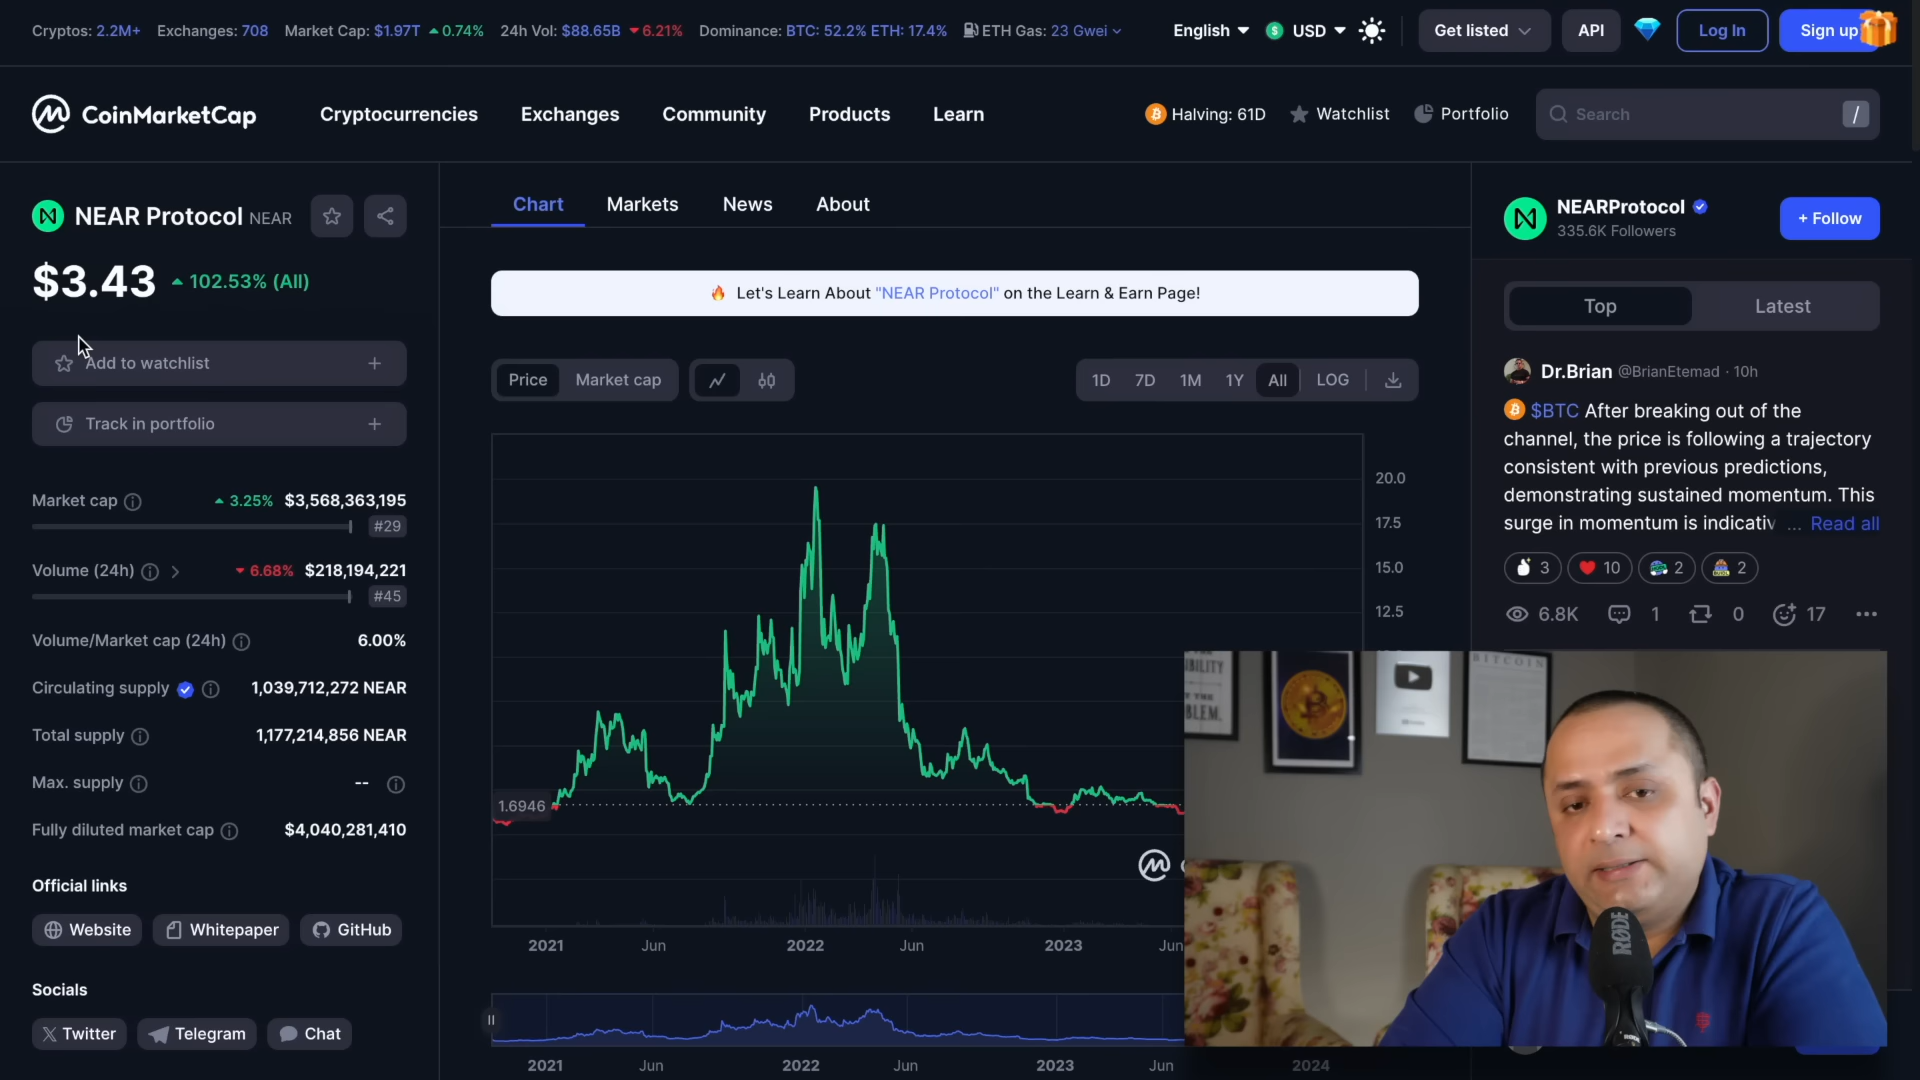 Cryptos: 2.2M+ Exchanges: 708 Market Cap: $1.97T 0.74% 24h Vol: $88.65B 6.21% Dominance: BTC: 52.2% ETH: 17.4% ETH Gas: 23 Gwei English USD Get listed API Log In Sign up
CoinMarketCap Cryptocurrencies Exchanges Community Products Learn Halving: 61D Watchlist Portfolio Search /
NEAR Protocol NEAR
$3.43 102.53% (All)
Add to watchlist +
Track in portfolio +
Market cap 3.25% $3,568,363,195
#29
Volume (24h) 6.68% $218,194,221
#45
Volume/Market cap (24h) 6.00%
Circulating supply 1,039,712,272 NEAR
Total supply 1,177,214,856 NEAR
Max. supply --
Fully diluted market cap $4,040,281,410
Official links
Website Whitepaper GitHub
Socials
Twitter Telegram Chat
Chart Markets News About
Let's Learn About "NEAR Protocol" on the Learn & Earn Page!
Price Market cap 1D 7D 1M 1Y All LOG
20.0
17.5
15.0
12.5
1.6946
2021 Jun 2022 Jun 2023 Jun
2021 Jun 2022 Jun 2023 Jun 2024
NEARProtocol
335.6K Followers
+ Follow
Top Latest
Dr.Brian @BrianEtemad · 10h
$BTC After breaking out of the
channel, the price is following a trajectory
consistent with previous predictions,
demonstrating sustained momentum. This
surge in momentum is indicativ ... Read all
3 10 2 2
6.8K 1 0 17
BITCOIN
RØDE